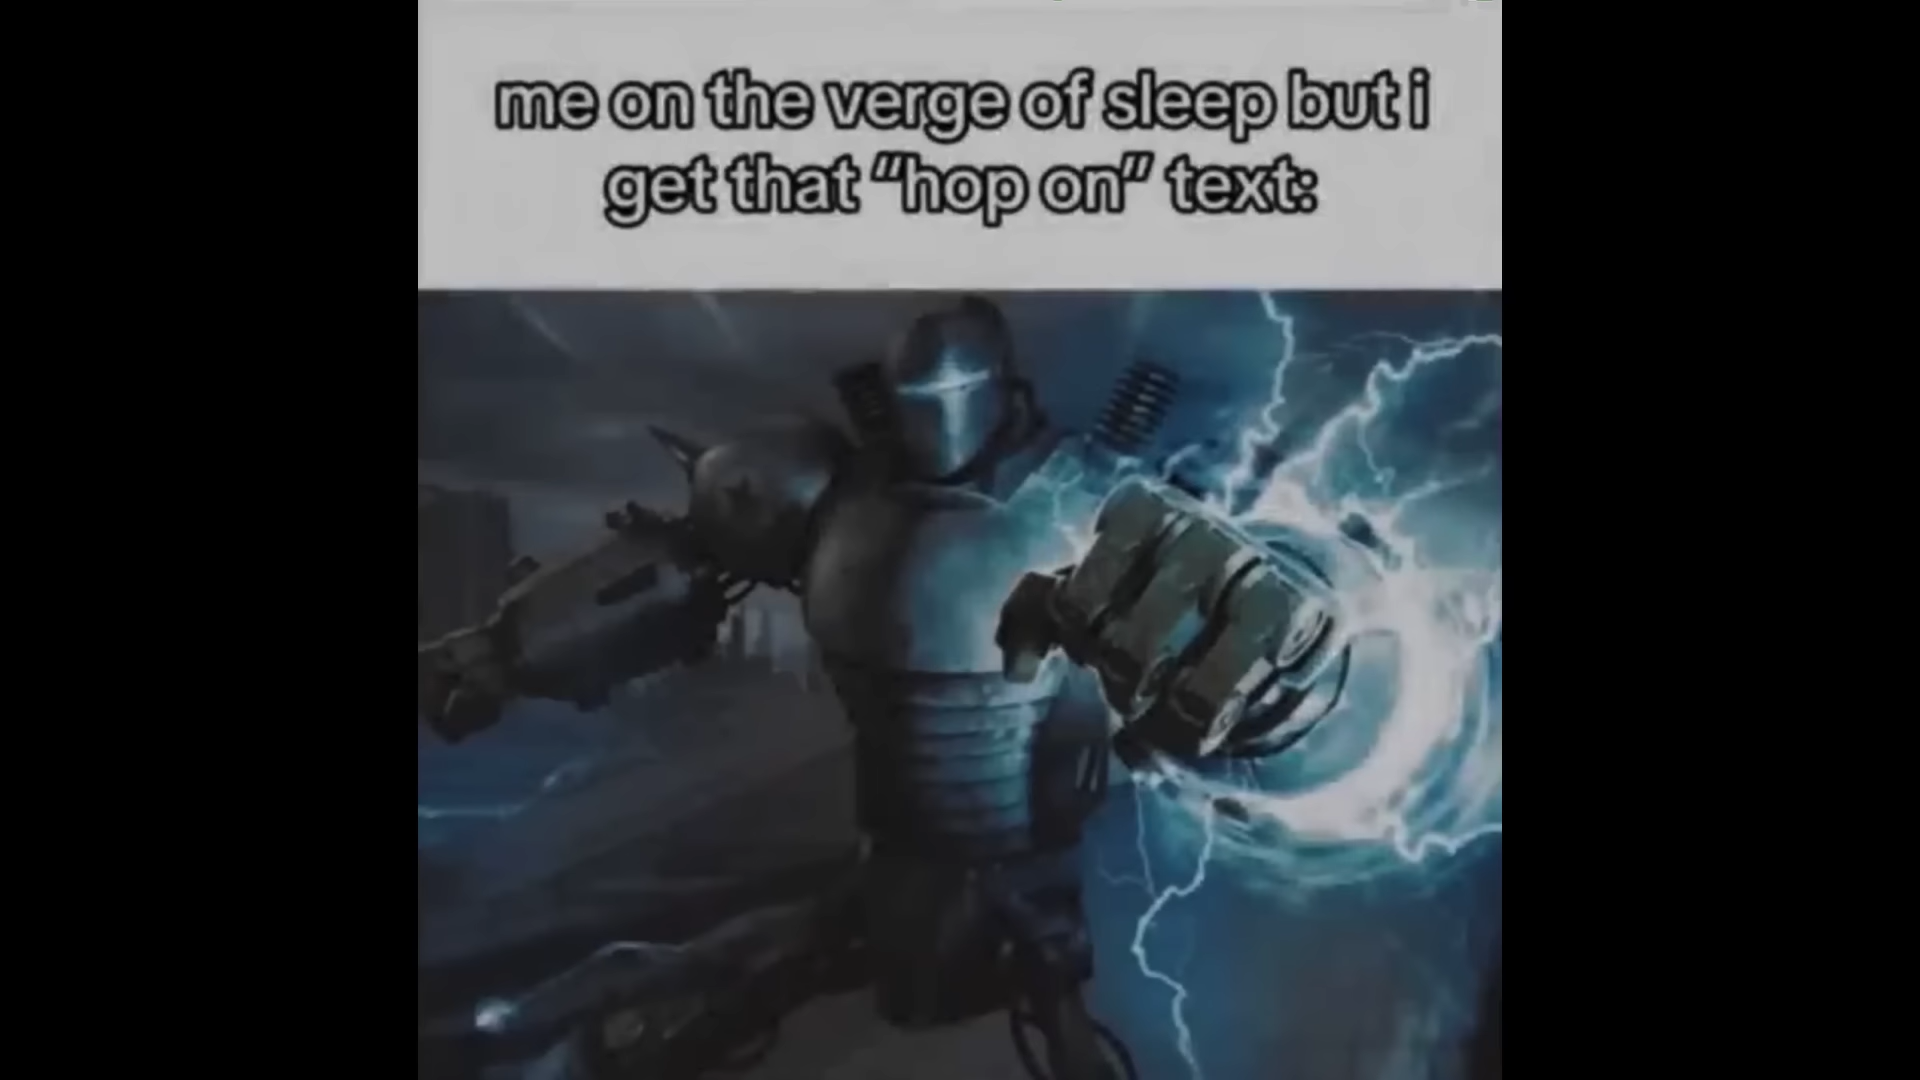 me on the verge of sleep but i
get that “hop on” text: